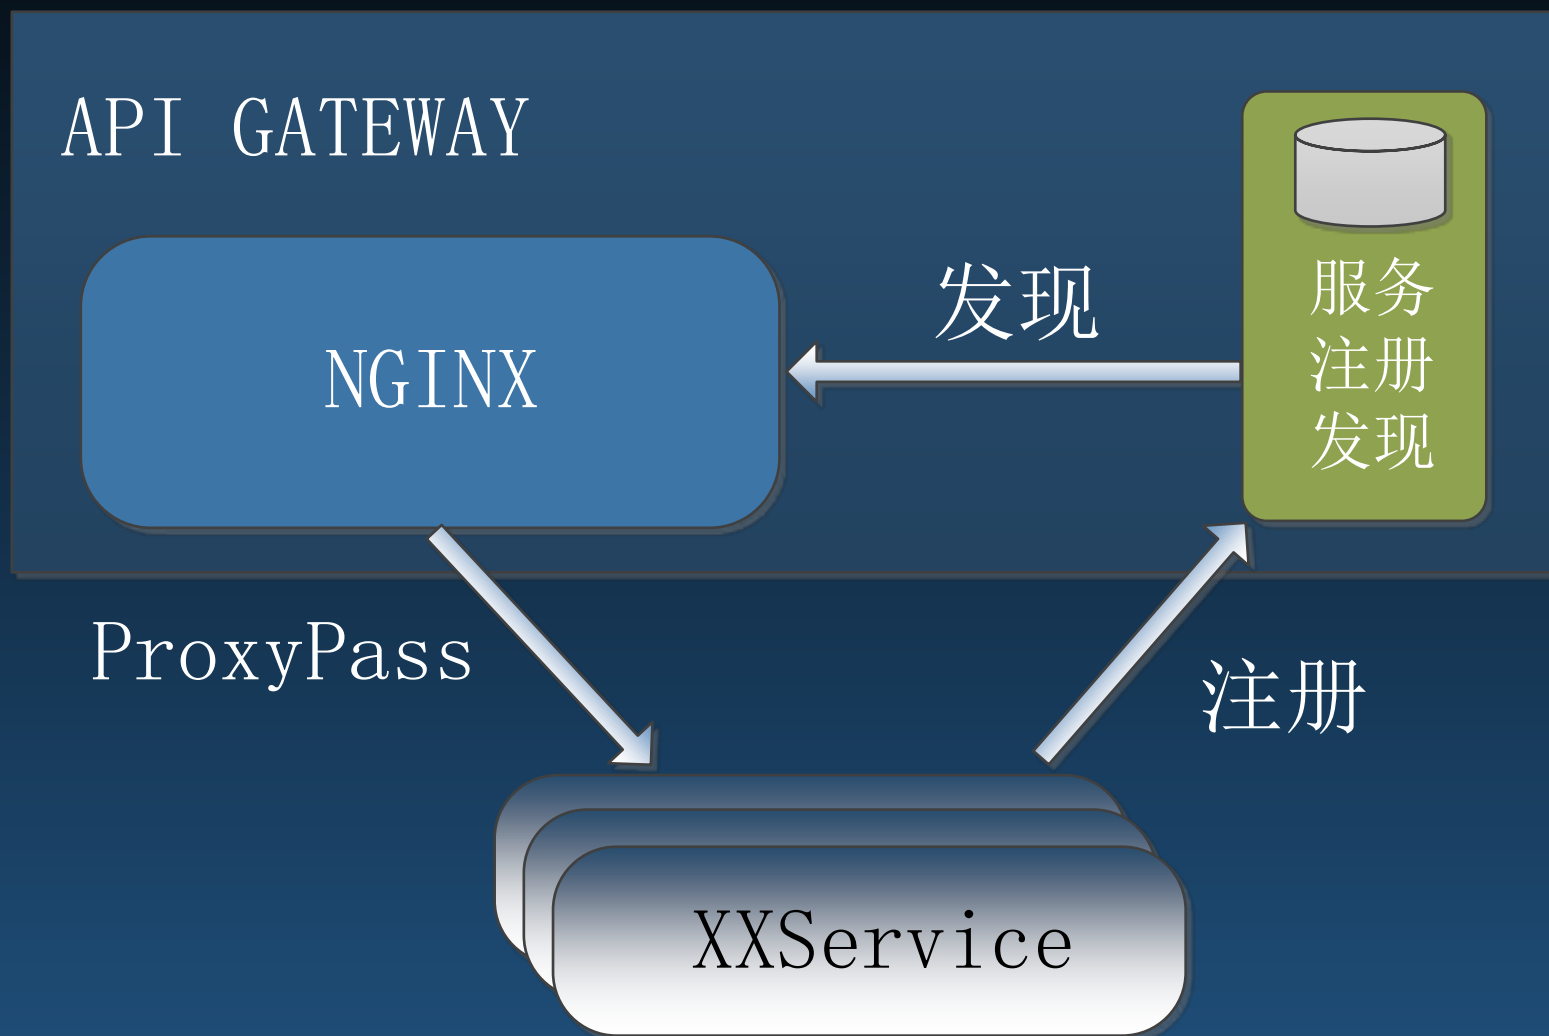 API GATEWAY
NGINX
发现
服务
注册
发现
ProxyPass
注册
XXService